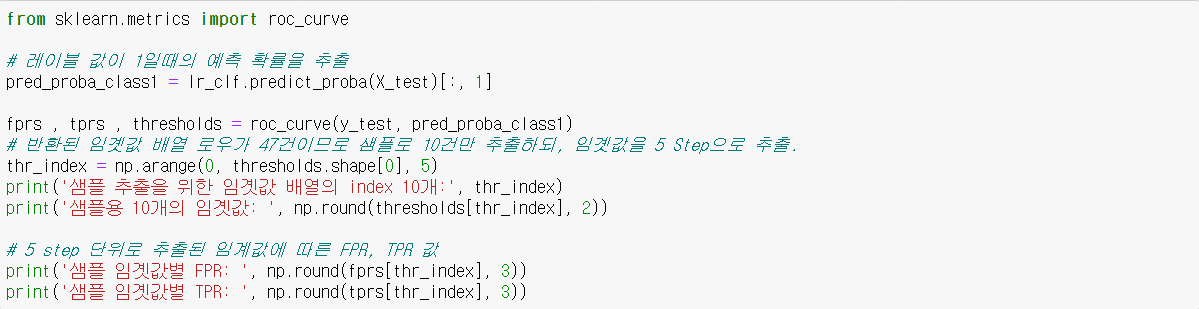 from sklearn.metrics import roc_curve
# 레이블 값이 1일때의 예측 확률을 추출
pred_proba_class1 = lr_clf.predict_proba(X_test)[:, 1]
fprs , tprs , thresholds = roc_curve(y_test, pred_proba_class1)
# 반환된 임곗값 배열 로우가 47건이므로 샘플로 10건만 추출하되, 임곗값을 5 Step으로 추출.
thr_index = np.arange(0, thresholds.shape[0], 5)
print('샘플 추출을 위한 임곗값 배열의 index 10개:', thr_index)
print('샘플용 10개의 임곗값: ', np.round(thresholds[thr_index], 2))
# 5 step 단위로 추출된 임계값에 따른 FPR, TPR 값
print('샘플 임곗값별 FPR: ', np.round(fprs[thr_index], 3))
print('샘플 임곗값별 TPR: ', np.round(tprs[thr_index], 3))